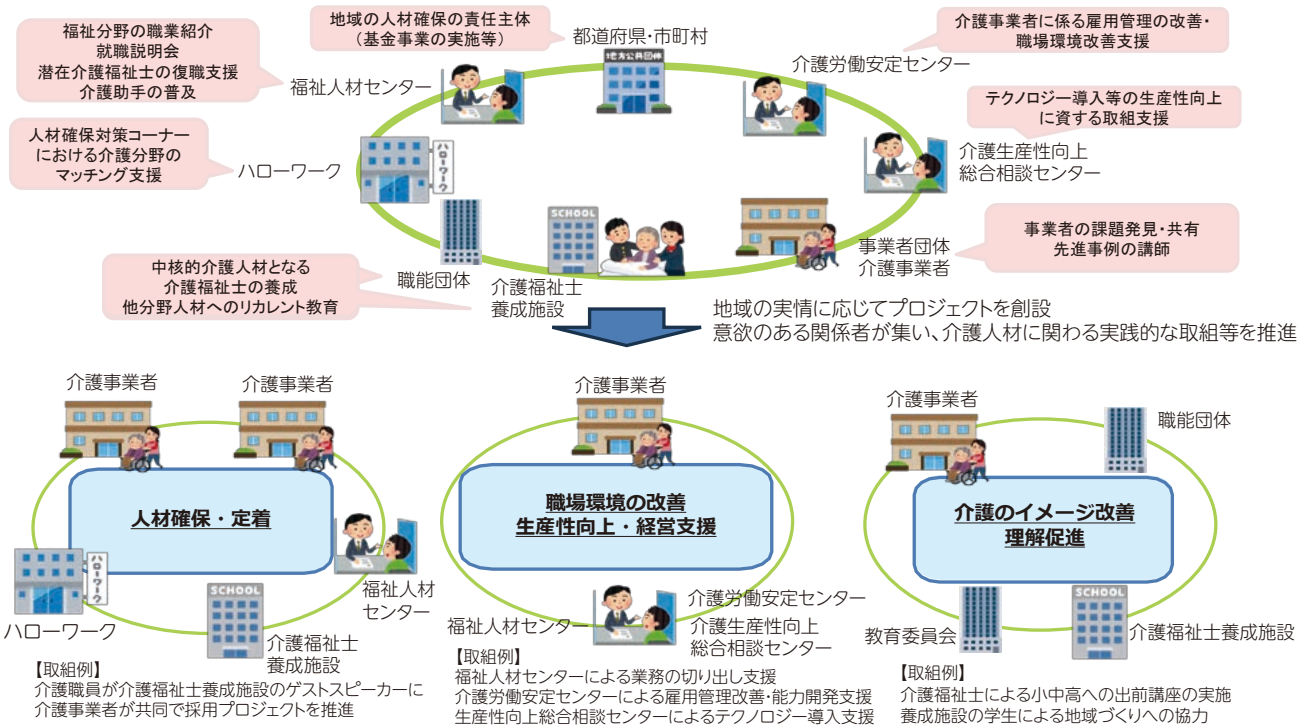 福祉分野の職業紹介
就職説明会
潜在介護福祉士の復職支援
介護助手の普及
地域の人材確保の責任主体
(基金事業の実施等)
都道府県・市町村
地方公共団体
介護事業者に係る雇用管理の改善・
職場環境改善支援
福祉人材センター
介護労働安定センター
テクノロジー導入等の生産性向上
に資する取組支援
人材確保対策コーナー
における介護分野の
マッチング支援
ハローワーク
ハローワーク
介護生産性向上
総合相談センター
SCHOOL
事業者の課題発見・共有
先進事例の講師
事業者団体
介護事業者
中核的介護人材となる
介護福祉士の養成
他分野人材へのリカレント教育
職能団体
介護福祉士
養成施設
地域の実情に応じてプロジェクトを創設
意欲のある関係者が集い、介護人材に関わる実践的な取組等を推進
介護事業者
介護事業者
人材確保・定着
ハローワーク
ハローワーク
SCHOOL
介護福祉士
養成施設
福祉人材
センター
【取組例】
介護職員が介護福祉士養成施設のゲストスピーカーに
介護事業者が共同で採用プロジェクトを推進
介護事業者
職場環境の改善
生産性向上・経営支援
福祉人材センター
介護労働安定センター
介護生産性向上
総合相談センター
【取組例】
福祉人材センターによる業務の切り出し支援
介護労働安定センターによる雇用管理改善・能力開発支援
生産性向上総合相談センターによるテクノロジー導入支援
介護事業者
職能団体
介護のイメージ改善
理解促進
教育委員会
SCHOOL
介護福祉士養成施設
【取組例】
介護福祉士による小中高への出前講座の実施
養成施設の学生による地域づくりへの協力